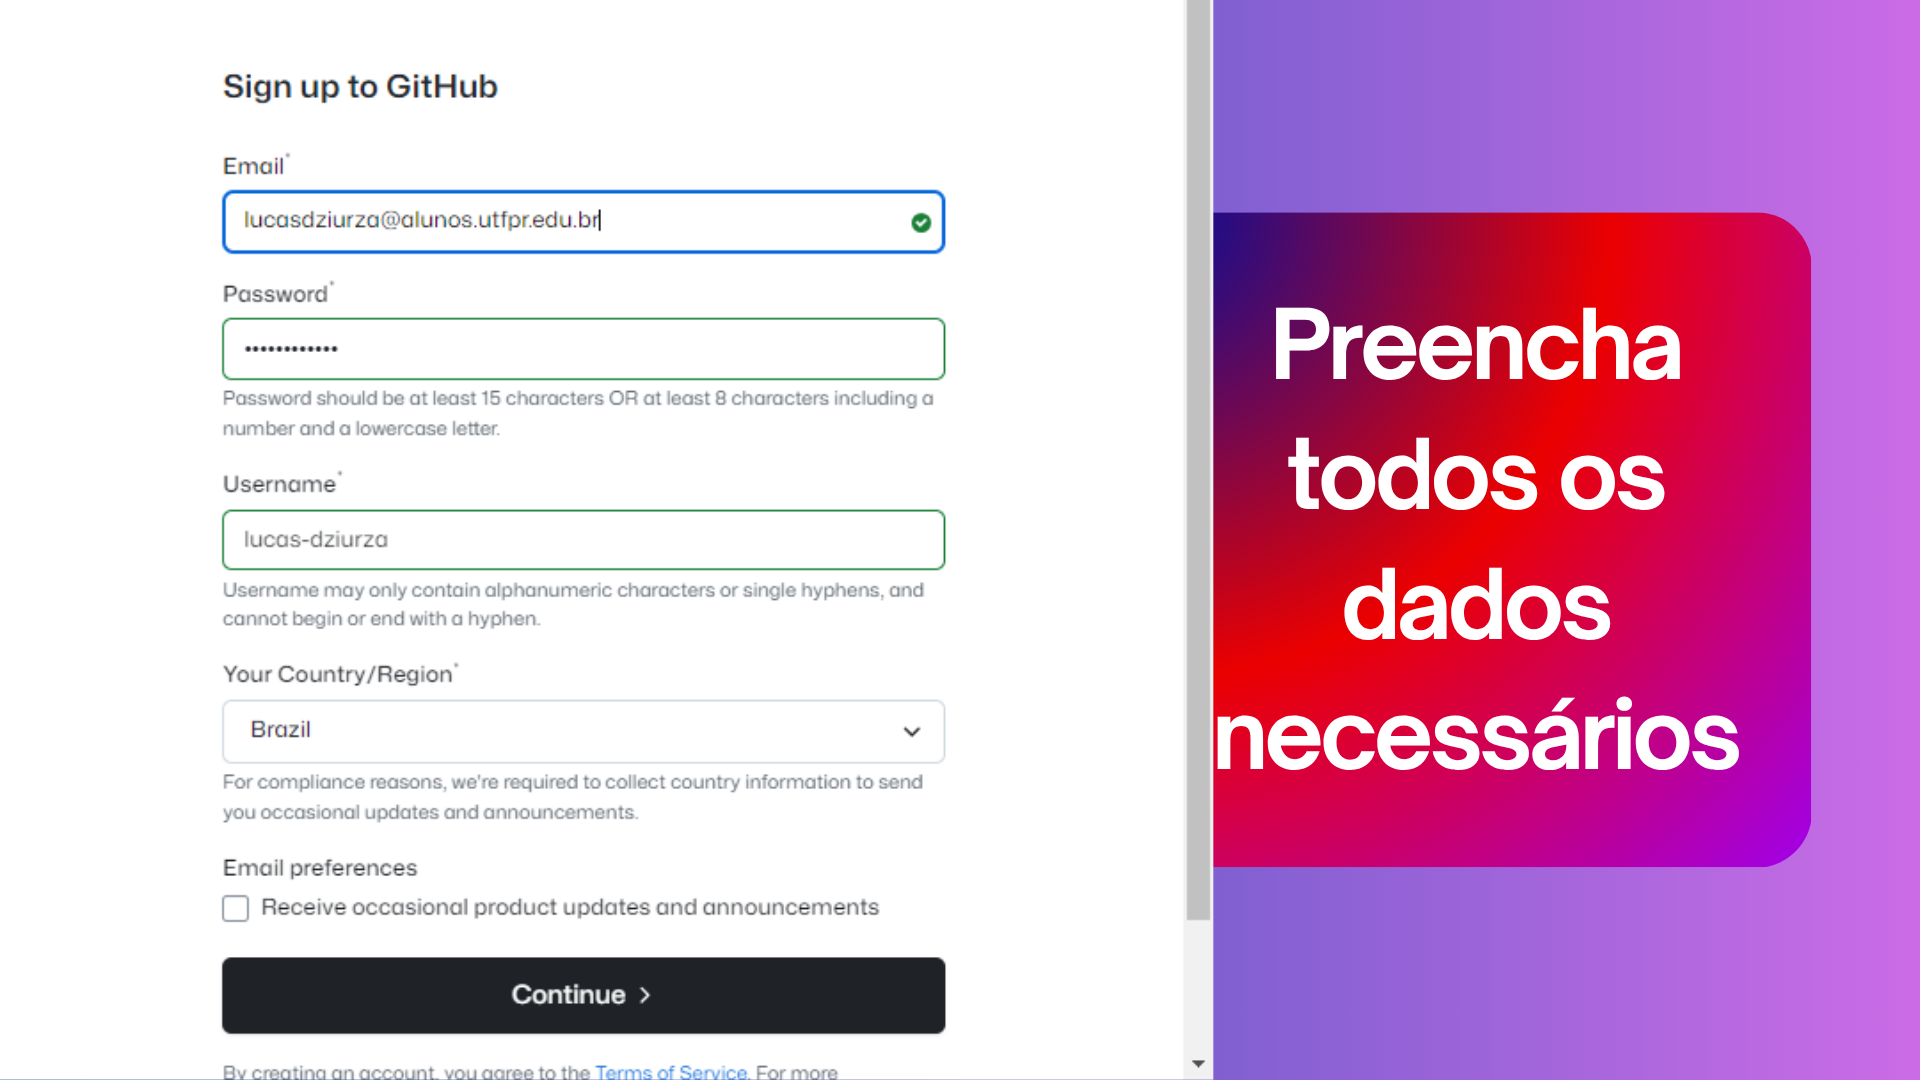 Sign up to GitHub
Email*
lucasdziurza@alunos.utfpr.edu.br
Password*
••••••••••••
Password should be at least 15 characters OR at least 8 characters including a
number and a lowercase letter.
Username*
lucas-dziurza
Username may only contain alphanumeric characters or single hyphens, and
cannot begin or end with a hyphen.
Your Country/Region*
Brazil
For compliance reasons, we're required to collect country information to send
you occasional updates and announcements.
Email preferences
Receive occasional product updates and announcements
Continue >
By creating an account, you agree to the Terms of Service. For more
Preencha
todos os
dados
necessários